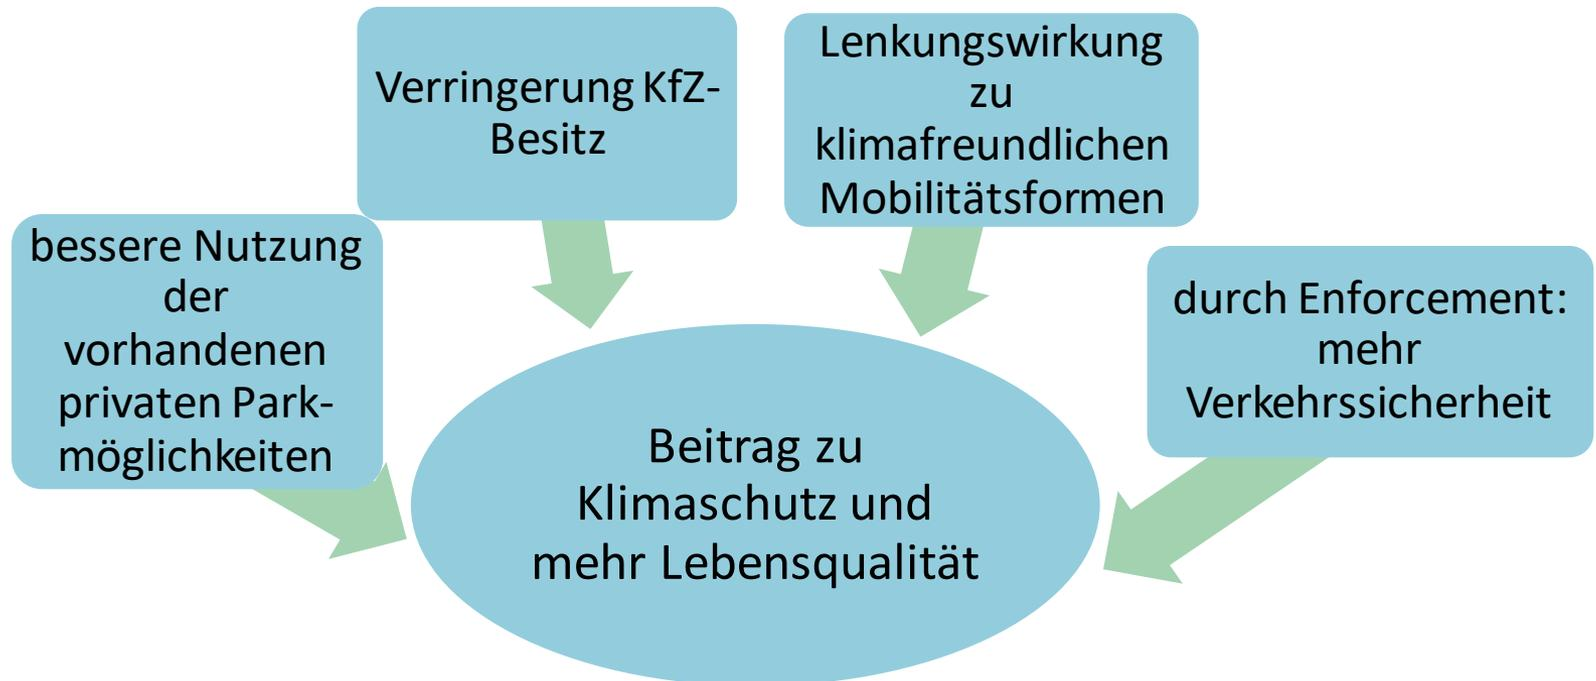 Verringerung KfZ-
Besitz
Lenkungswirkung
zu
klimafreundlichen
Mobilitätsformen
bessere Nutzung
der
vorhandenen
privaten Park-
möglichkeiten
durch Enforcement:
mehr
Verkehrssicherheit
Beitrag zu
Klimaschutz und
mehr Lebensqualität